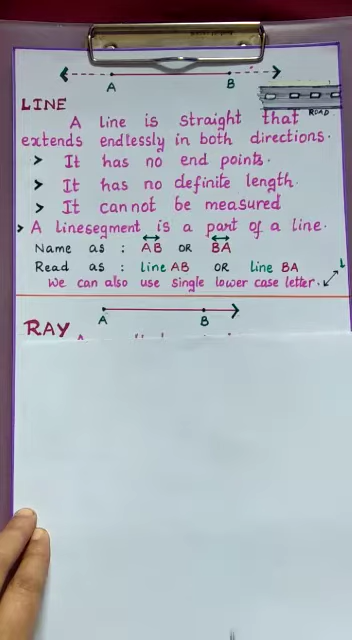 A B
LINE
ROAD
A line is straight that
extends endlessly in both directions.
> It has no end points.
> It has no definite length.
> It cannot be measured
> A linesegment is a part of a line.
Name as : AB OR BA
Read as : line AB OR line BA
We can also use single lower case letter. l
A B
RAY